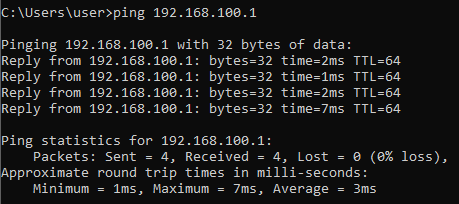 C:\Users\user>ping 192.168.100.1
Pinging 192.168.100.1 with 32 bytes of data:
Reply from 192.168.100.1: bytes=32 time=2ms TTL=64
Reply from 192.168.100.1: bytes=32 time=1ms TTL=64
Reply from 192.168.100.1: bytes=32 time=2ms TTL=64
Reply from 192.168.100.1: bytes=32 time=7ms TTL=64
Ping statistics for 192.168.100.1:
    Packets: Sent = 4, Received = 4, Lost = 0 (0% loss),
Approximate round trip times in milli-seconds:
    Minimum = 1ms, Maximum = 7ms, Average = 3ms